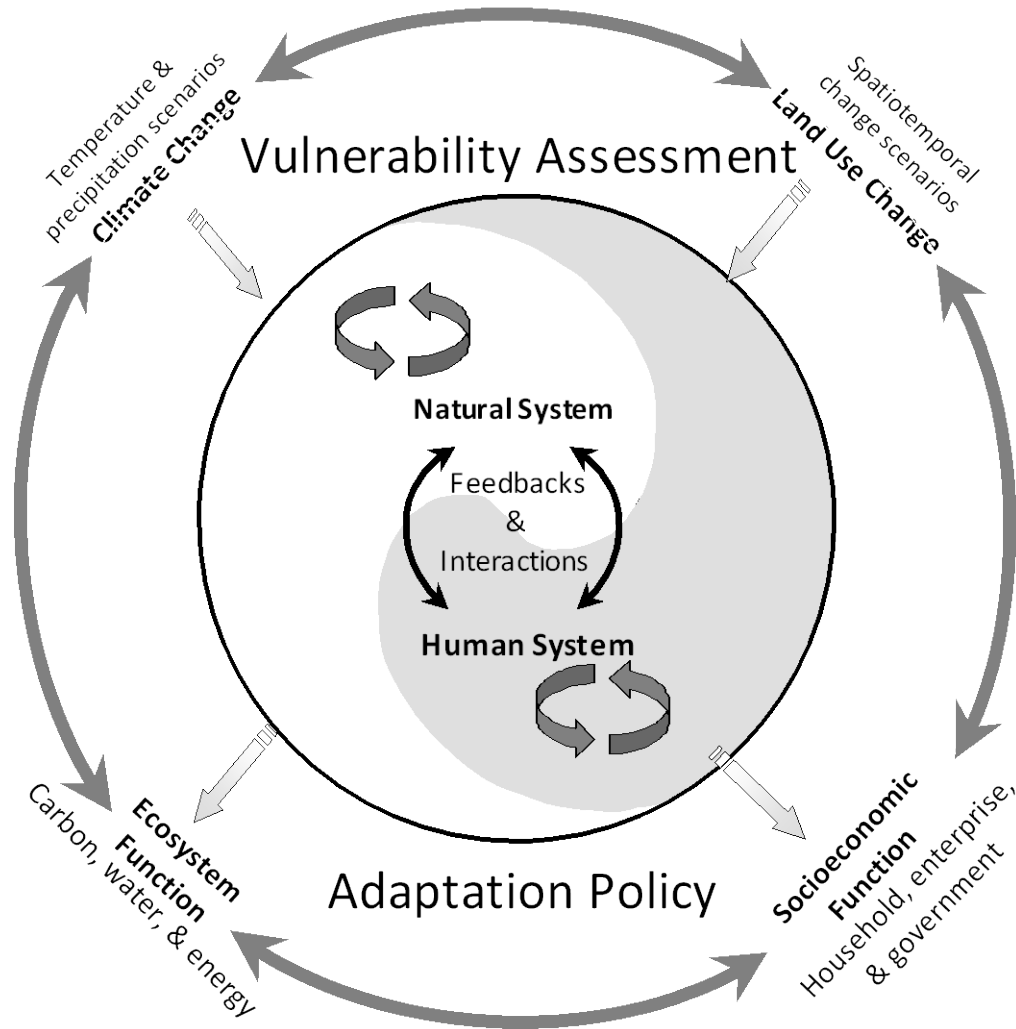 Temperature &
precipitation scenarios
Climate Change
Spatiotemporal
change scenarios
Land Use Change
Vulnerability Assessment
Natural System
Feedbacks
&
Interactions
Human System
Ecosystem
Function
Carbon, water, & energy
Adaptation Policy
Socioeconomic
Function
Household, enterprise,
& government